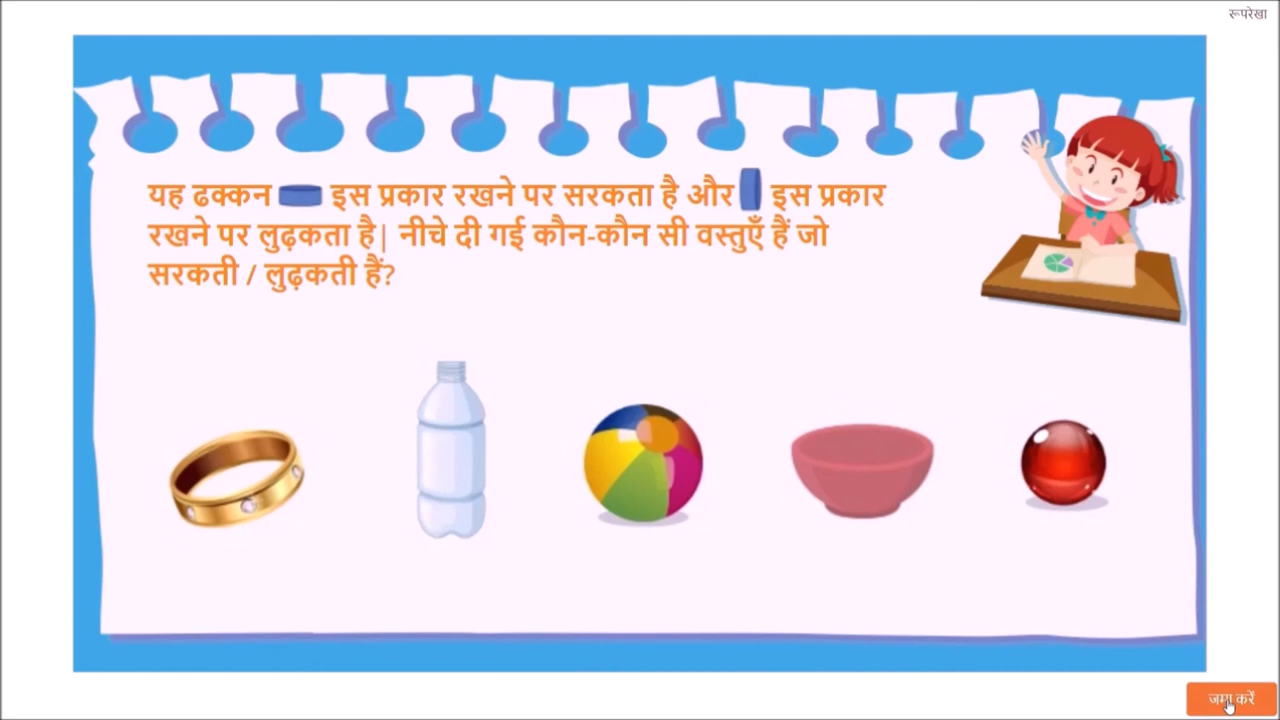 रूपरेखा
यह ढक्कन इस प्रकार रखने पर सरकता है और इस प्रकार
रखने पर लुढ़कता है| नीचे दी गई कौन-कौन सी वस्तुएँ हैं जो
सरकती / लुढ़कती हैं?
जमा करें